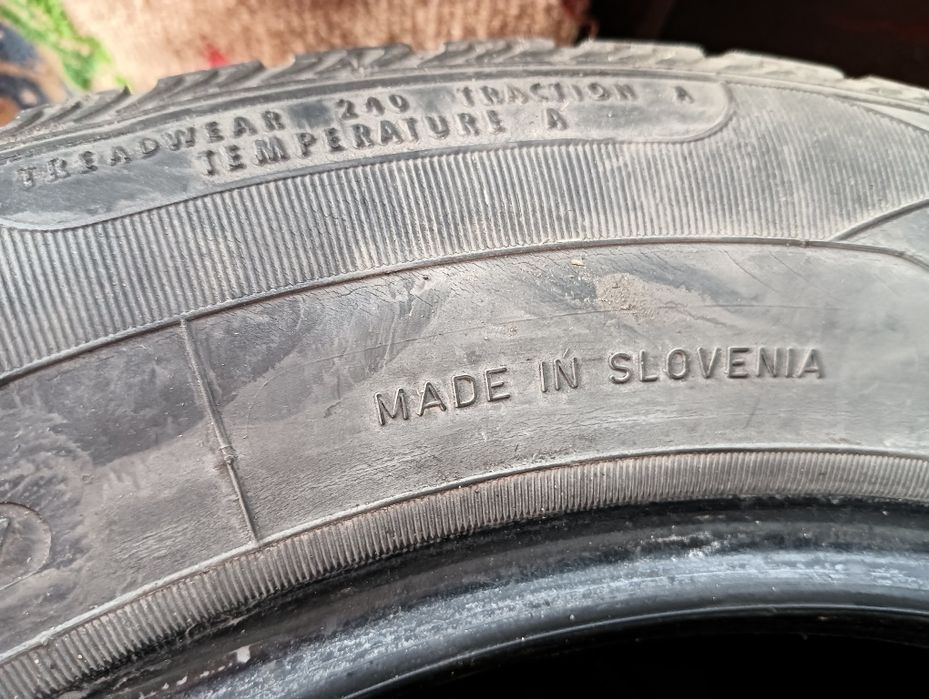 TREADWEAR 240 TRACTION A
TEMPERATURE A
MADE IN SLOVENIA